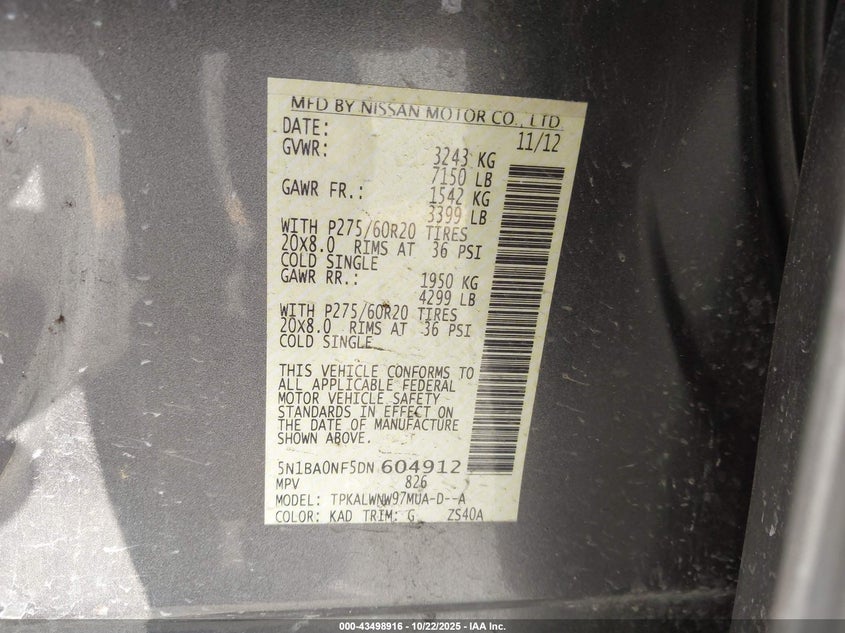 MFD BY NISSAN MOTOR CO., LTD.
DATE: 11/12
GVWR: 3243 KG
7150 LB
GAWR FR.: 1542 KG
3399 LB
WITH P275/60R20 TIRES
20X8.0 RIMS AT 36 PSI
COLD SINGLE
GAWR RR.: 1950 KG
4299 LB
WITH P275/60R20 TIRES
20X8.0 RIMS AT 36 PSI
COLD SINGLE
THIS VEHICLE CONFORMS TO
ALL APPLICABLE FEDERAL
MOTOR VEHICLE SAFETY
STANDARDS IN EFFECT ON
THE DATE OF MANUFACTURE
SHOWN ABOVE.
5N1BA0NF5DN 604912
MPV 826
MODEL: TPKALWNW97MUA-D--A
COLOR: KAD TRIM: G ZS40A
000-43498916 - 10/22/2025 - IAA Inc.